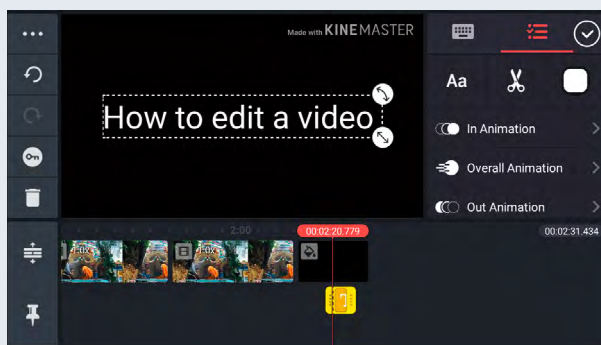 Made with KINEMASTER
How to edit a video
Aa
In Animation
Overall Animation
Out Animation
2:00
00:02:20.779
00:02:31.434